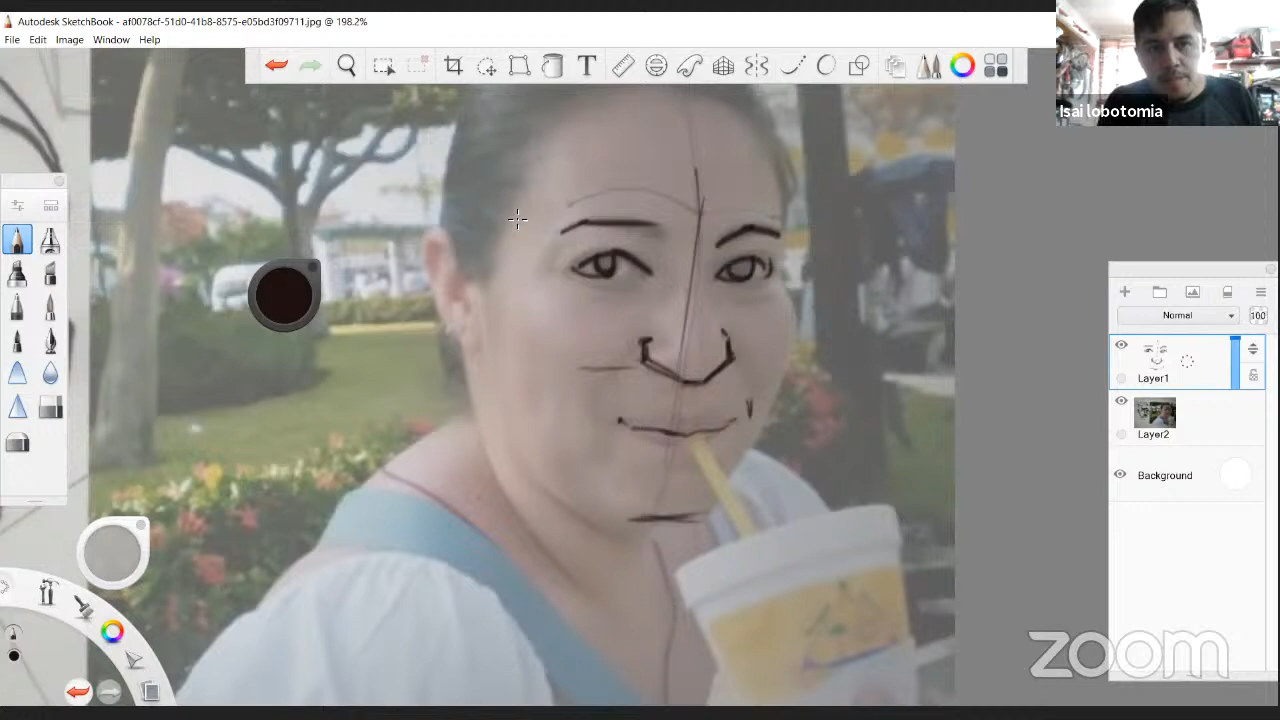 Autodesk SketchBook - af0078cf-51d0-41b8-8575-e05bd3f09711.jpg @ 198.2%
File Edit Image Window Help
T
Isai lobotomia
Normal 100
Layer1
Layer2
Background
zoom